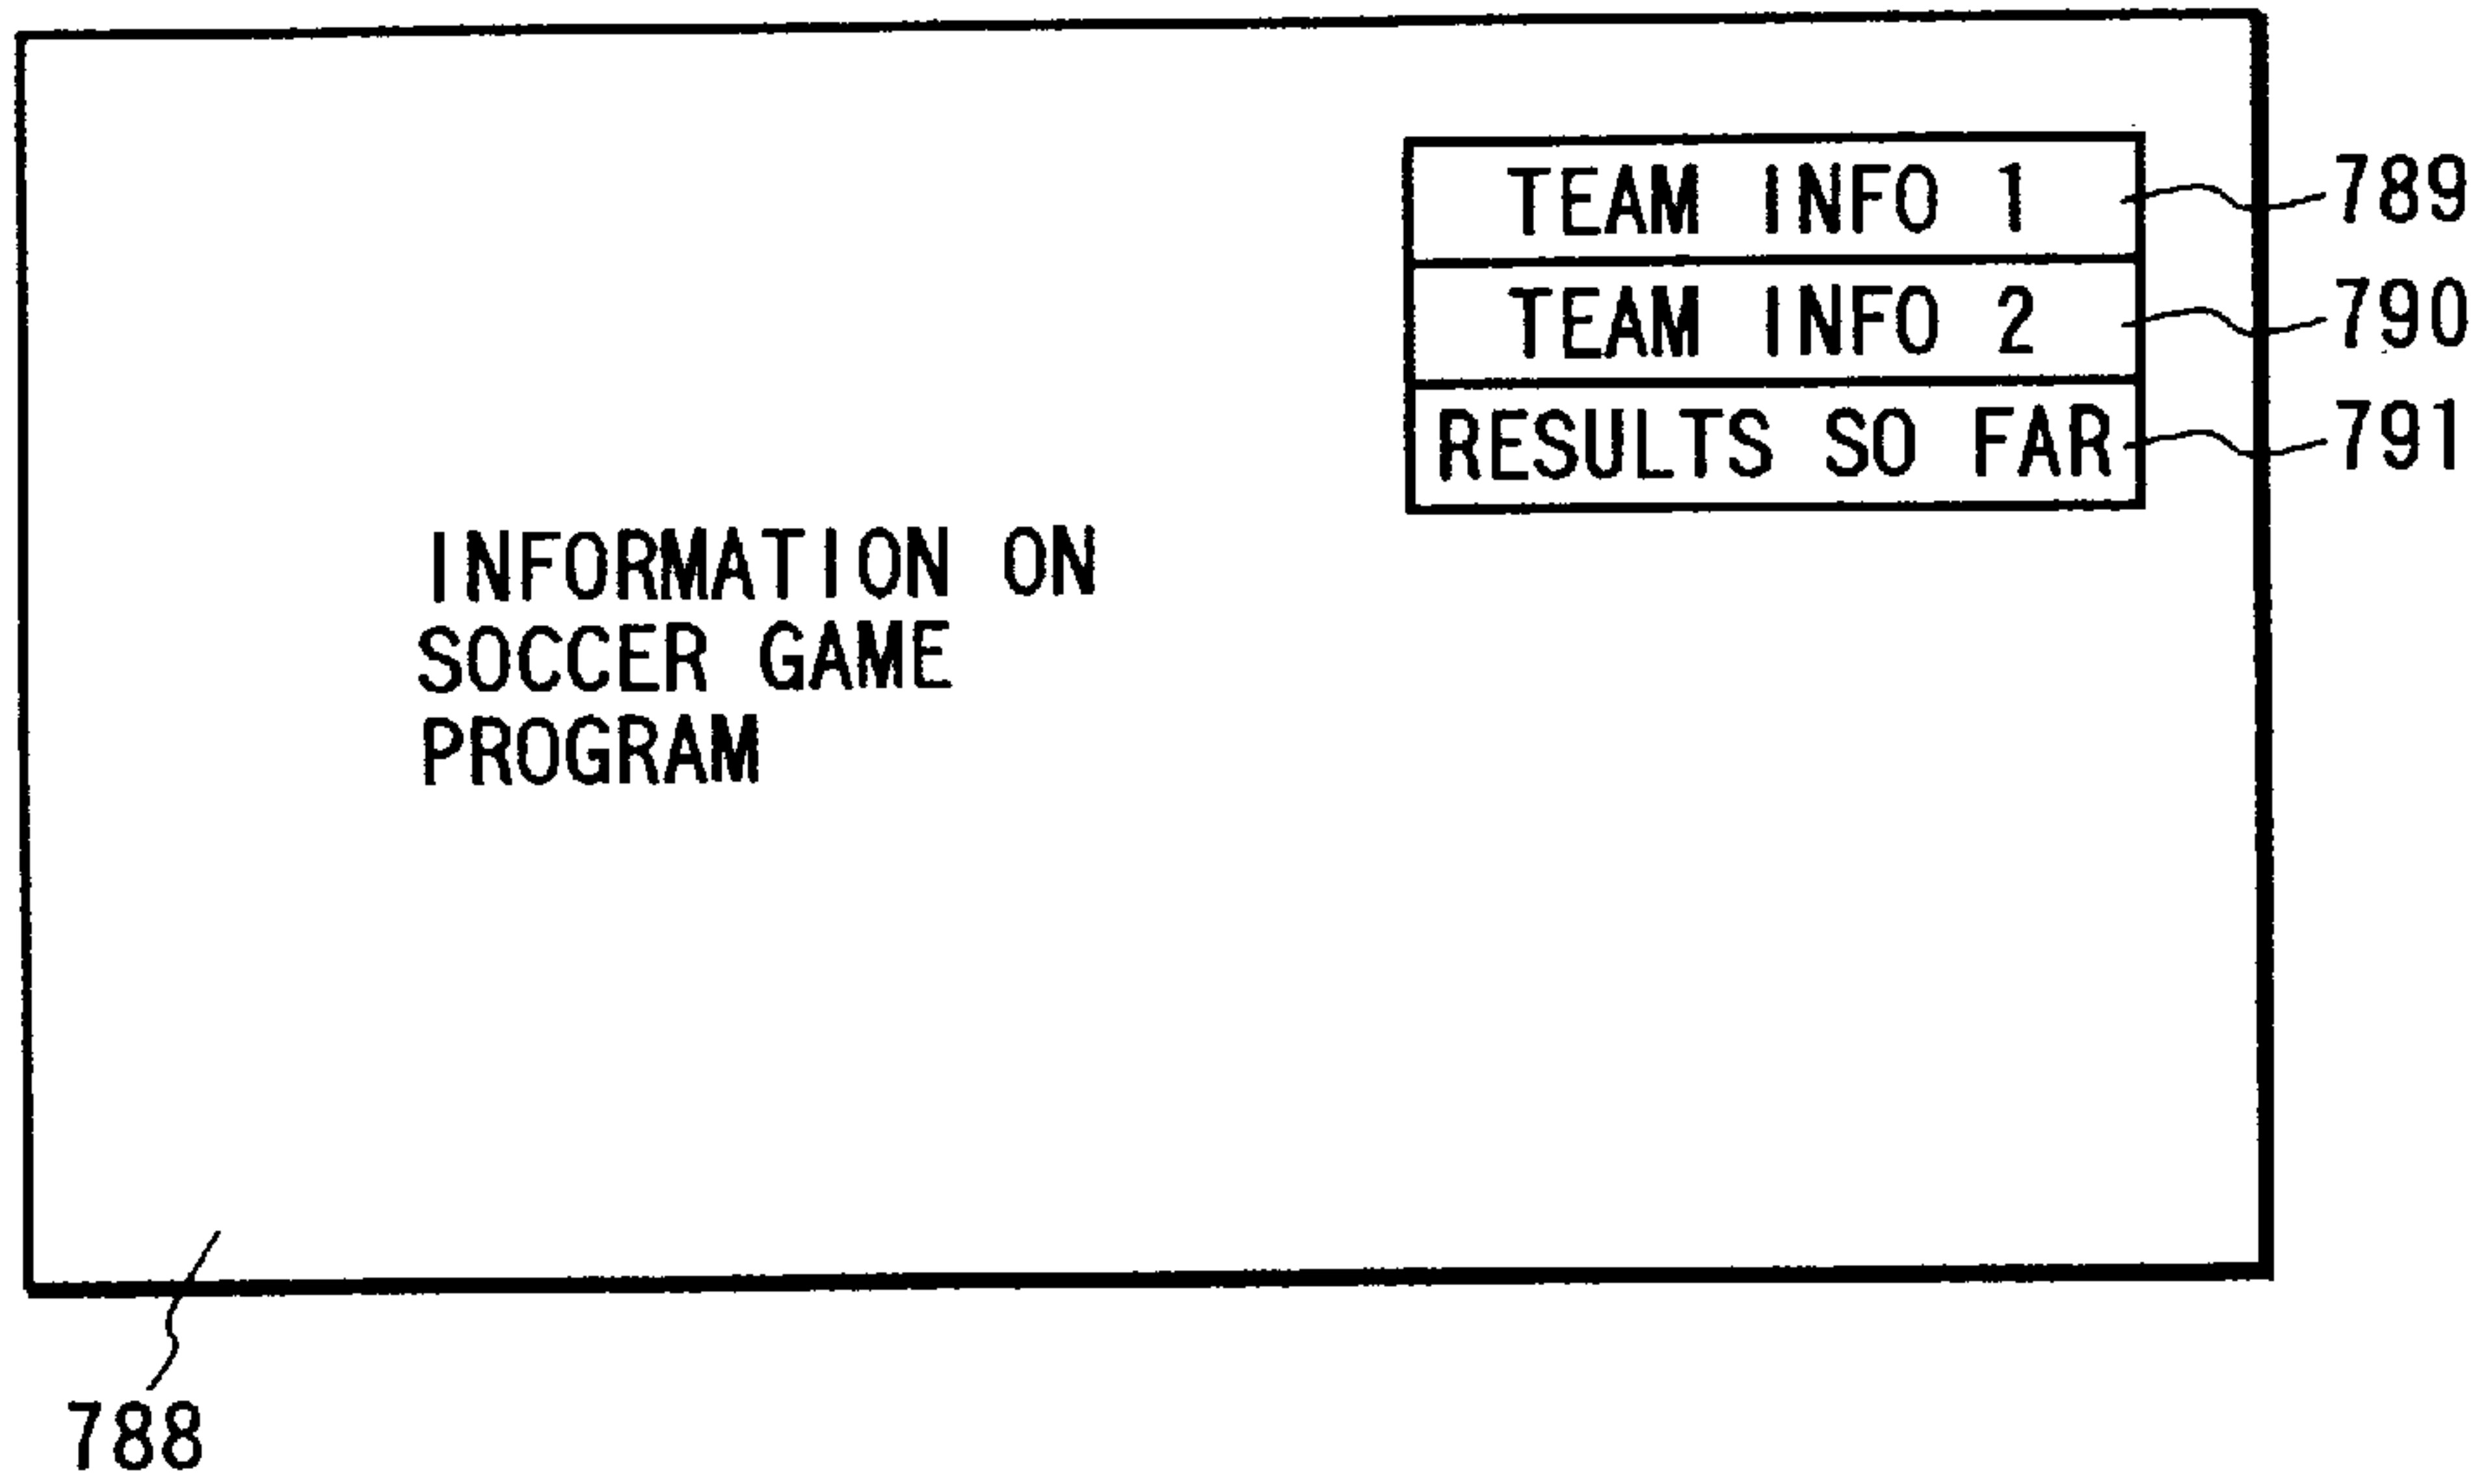 TEAM INFO 1
789
TEAM INFO 2
790
RESULTS SO FAR
791
INFORMATION ON
SOCCER GAME
PROGRAM
788